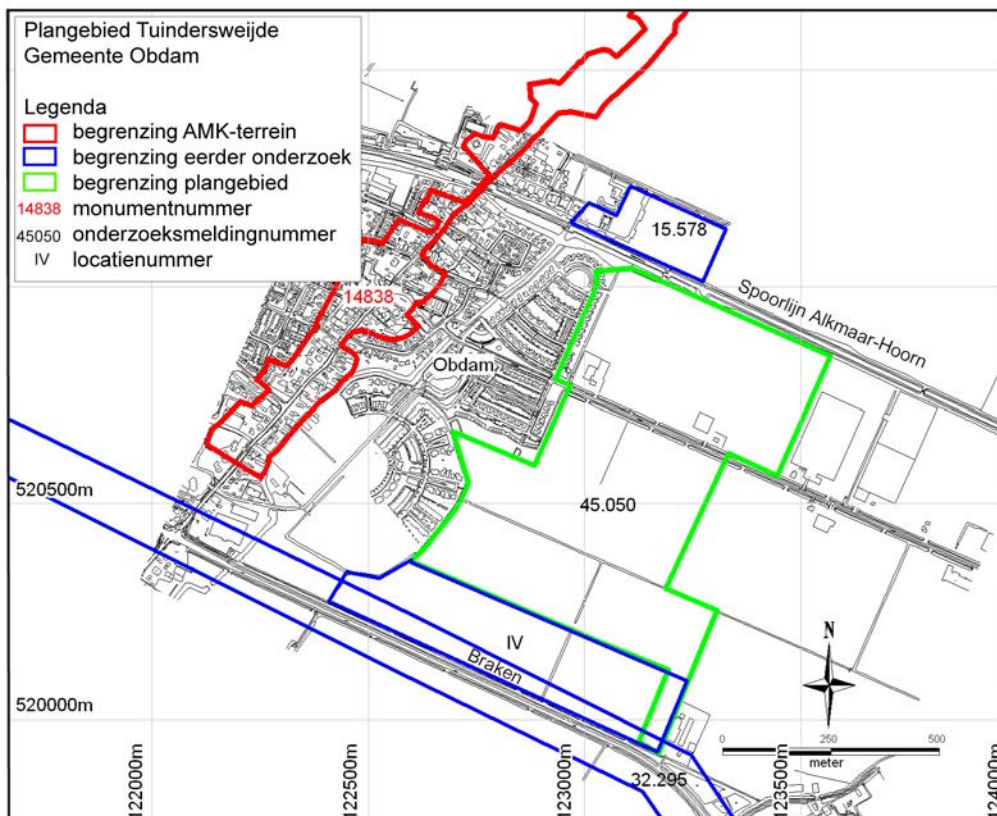 Plangebied Tuindersweijde
Gemeente Obdam
Legenda
begrenzing AMK-terrein
begrenzing eerder onderzoek
begrenzing plangebied
14838 monumentnummer
45050 onderzoeksmeldingnummer
IV locatienummer
15.578
Spoorlijn Alkmaar-Hoorn
14838
Obdam
520500m
45.050
IV
Braken
N
520000m
0 250 500
meter
32.295
122000m
122500m
123000m
123500m
124000m